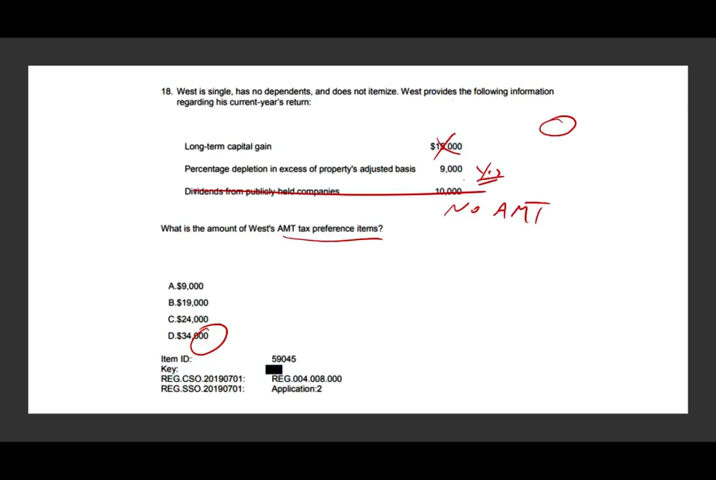 18. West is single, has no dependents, and does not itemize. West provides the following information
regarding his current-year's return:
Long-term capital gain $15,000
Percentage depletion in excess of property's adjusted basis 9,000 Yes
Dividends from publicly-held companies 10,000
No AMT
What is the amount of West's AMT tax preference items?
A.$9,000
B.$19,000
C.$24,000
D.$34,000
Item ID: 59045
Key:
REG.CSO.20190701: REG.004.008.000
REG.SSO.20190701: Application:2